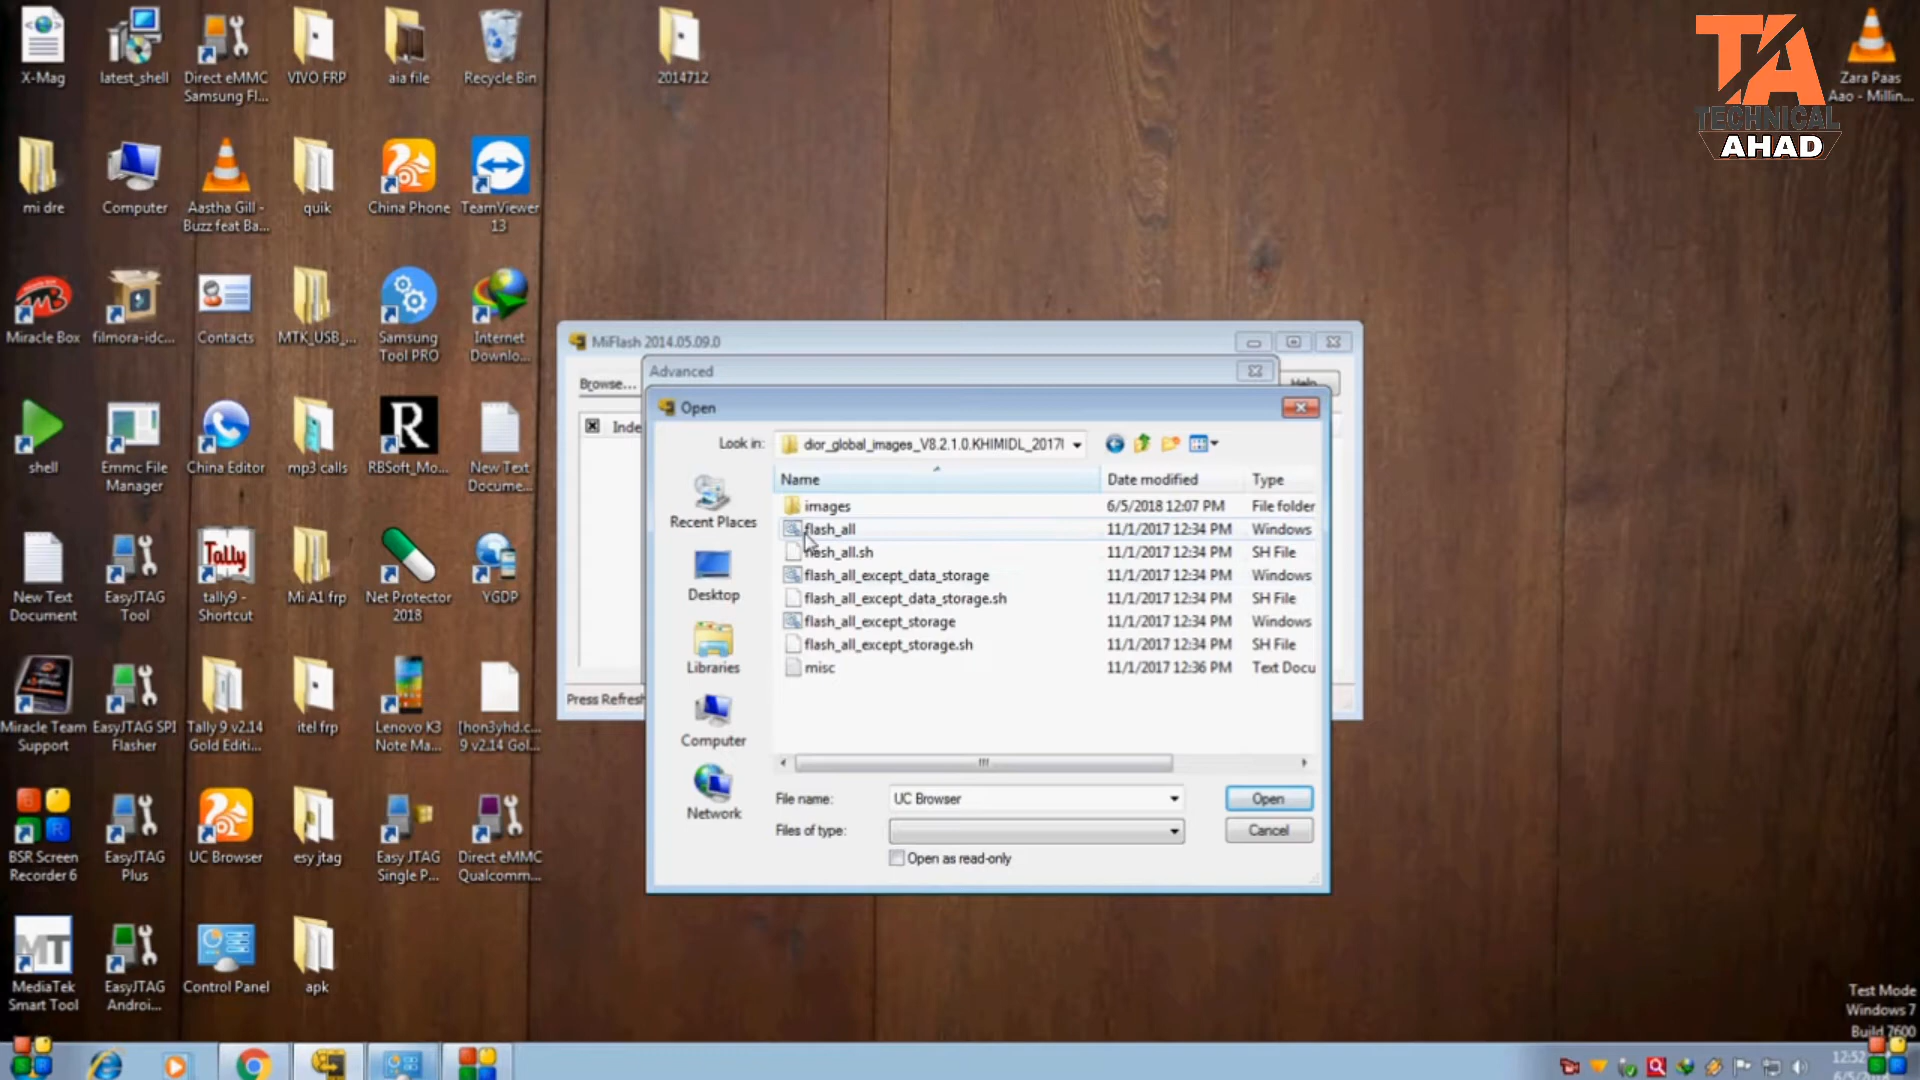 X-Mag
latest_shell
Direct eMMC
Samsung Fl...
VIVO FRP
aia file
Recycle Bin
2014712
TA
TECHNICAL
AHAD
Zara Paas
Aao - Millin...
mi dre
Computer
Aastha Gill -
Buzz feat Ba...
quik
China Phone
TeamViewer
13
Miracle Box
filmora-idc...
Contacts
MTK_USB_...
Samsung
Tool PRO
Internet
Downlo...
shell
Emmc File
Manager
China Editor
mp3 calls
RBSoft_Mo...
New Text
Docume...
New Text
Document
EasyJTAG
Tool
tally9 -
Shortcut
Mi A1 frp
Net Protector
2018
YGDP
Miracle Team
Support
EasyJTAG SPI
Flasher
Tally 9 v2.14
Gold Editi...
itel frp
Lenovo K3
Note Ma...
[hon3yhd.c...
9 v2.14 Gol...
BSR Screen
Recorder 6
EasyJTAG
Plus
UC Browser
esy jtag
Easy JTAG
Single P...
Direct eMMC
Qualcomm...
MediaTek
Smart Tool
EasyJTAG
Androi...
Control Panel
apk
MiFlash 2014.05.09.0
Browse...
Advanced
Help
Inde
Press Refresh
Open
Look in:
dior_global_images_V8.2.1.0.KHIMIDL_2017
Name Date modified Type
images 6/5/2018 12:07 PM File folder
flash_all 11/1/2017 12:34 PM Windows
flash_all.sh 11/1/2017 12:34 PM SH File
flash_all_except_data_storage 11/1/2017 12:34 PM Windows
flash_all_except_data_storage.sh 11/1/2017 12:34 PM SH File
flash_all_except_storage 11/1/2017 12:34 PM Windows
flash_all_except_storage.sh 11/1/2017 12:34 PM SH File
misc 11/1/2017 12:36 PM Text Docu
Recent Places
Desktop
Libraries
Computer
Network
File name: UC Browser Open
Files of type: Cancel
Open as read-only
Test Mode
Windows 7
Build 7600
12:52